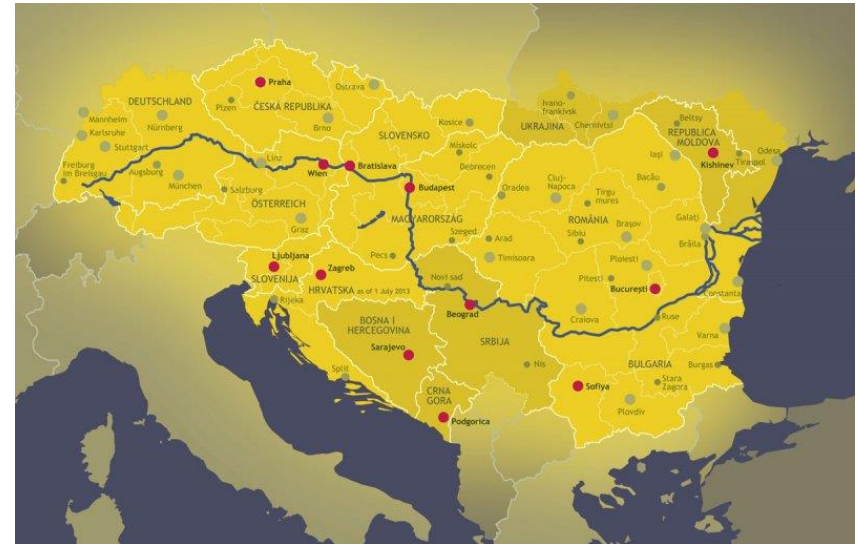 Praha
Ostrava
Plzen
DEUTSCHLAND
ČESKÁ REPUBLIKA
Mannheim
Nürnberg
Brno
Karlsruhe
Stuttgart
Freiburg
im Breisgau
Augsburg
München
Linz
Wien
Bratislava
Salzburg
ÖSTERREICH
Graz
SLOVENSKO
Kosice
Miskolc
Debrecen
Budapest
MAGYARORSZÁG
Szeged
Pecs
Ivano-
frankivsk
UKRAJINA
Chernivtsi
Beltsy
REPUBLICA
MOLDOVA
Kishinev
Tiraspol
Odesa
Iași
Oradea
Cluj-
Napoca
Tirgu
mures
Bacău
ROMÂNIA
Arad
Sibiu
Brașov
Galați
Brăila
Timisoara
Ploiesti
Pitesti
București
Constanta
Craiova
Ruse
Ljubljana
SLOVENIJA
Zagreb
HRVATSKA as of 1 July 2013
Rijeka
Novi sad
Beograd
BOSNA I
HERCEGOVINA
Sarajevo
SRBIJA
Nis
Split
CRNA
GORA
Podgorica
Varna
BULGARIA
Burgas
Sofiya
Stara
Zagora
Plovdiv